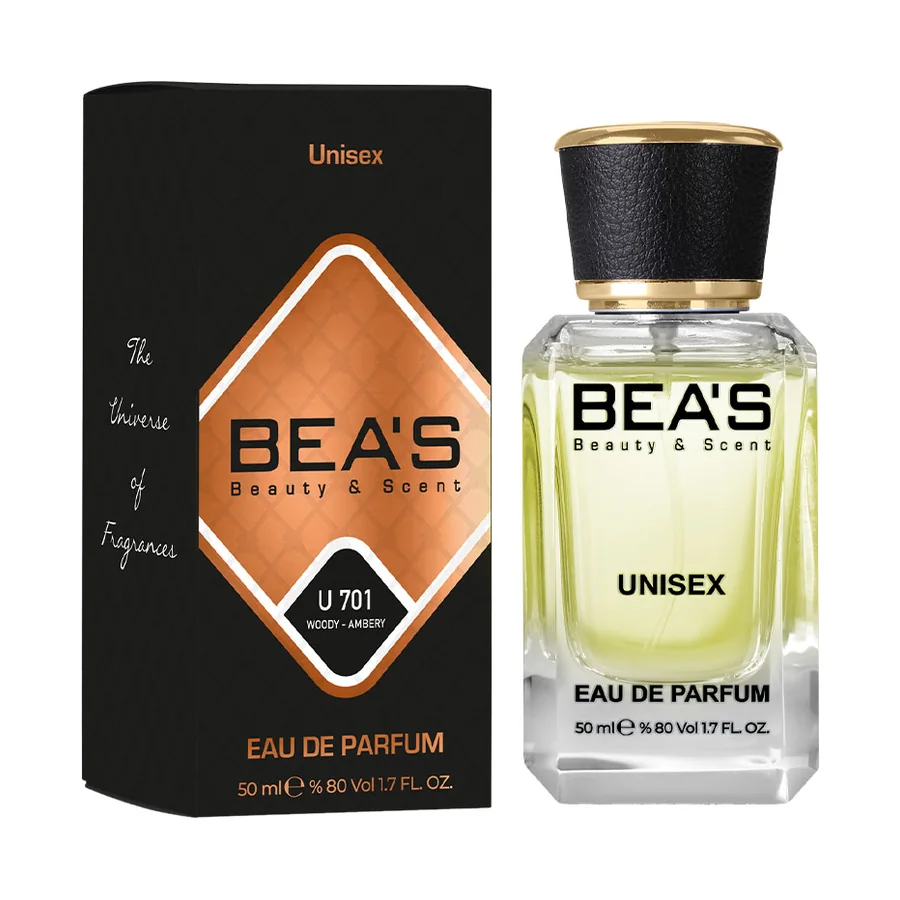 The
Universe
of
Fragrances
Unisex
BEA'S
Beauty & Scent
U 701
WOODY - AMBERY
EAU DE PARFUM
50 ml ℮ % 80 Vol 1.7 FL. OZ.
BEA'S
Beauty & Scent
UNISEX
EAU DE PARFUM
50 ml ℮ % 80 Vol 1.7 FL. OZ.